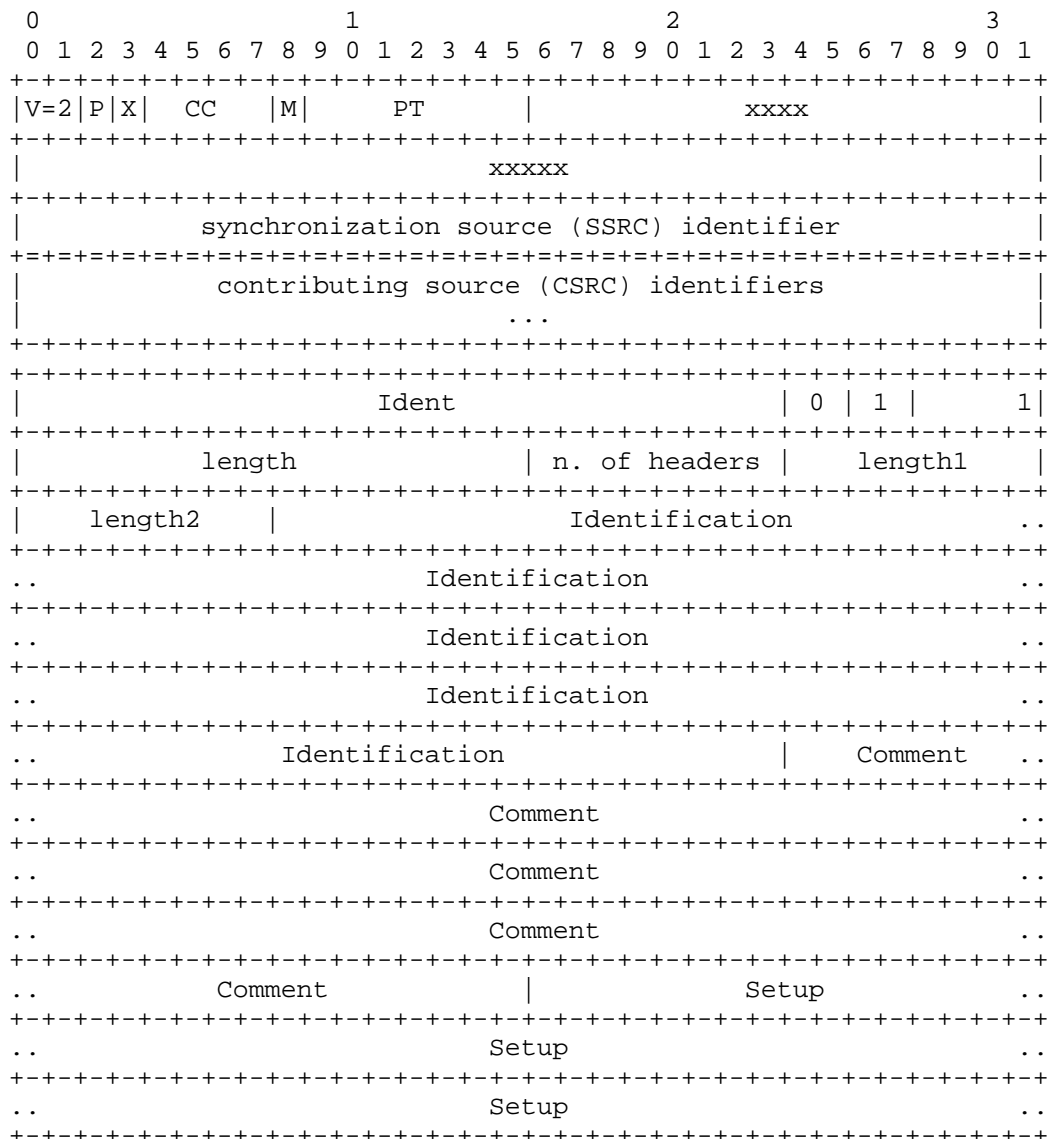 0                   1                   2                   3
 0 1 2 3 4 5 6 7 8 9 0 1 2 3 4 5 6 7 8 9 0 1 2 3 4 5 6 7 8 9 0 1
+-+-+-+-+-+-+-+-+-+-+-+-+-+-+-+-+-+-+-+-+-+-+-+-+-+-+-+-+-+-+-+-+
|V=2|P|X|  CC   |M|     PT      |             xxxx              |
+-+-+-+-+-+-+-+-+-+-+-+-+-+-+-+-+-+-+-+-+-+-+-+-+-+-+-+-+-+-+-+-+
|                             xxxxx                             |
+-+-+-+-+-+-+-+-+-+-+-+-+-+-+-+-+-+-+-+-+-+-+-+-+-+-+-+-+-+-+-+-+
|           synchronization source (SSRC) identifier            |
+=+=+=+=+=+=+=+=+=+=+=+=+=+=+=+=+=+=+=+=+=+=+=+=+=+=+=+=+=+=+=+=+
|            contributing source (CSRC) identifiers             |
|                              ...                              |
+-+-+-+-+-+-+-+-+-+-+-+-+-+-+-+-+-+-+-+-+-+-+-+-+-+-+-+-+-+-+-+-+
+-+-+-+-+-+-+-+-+-+-+-+-+-+-+-+-+-+-+-+-+-+-+-+-+-+-+-+-+-+-+-+-+
|                      Ident                    | 0 | 1 |      1|
+-+-+-+-+-+-+-+-+-+-+-+-+-+-+-+-+-+-+-+-+-+-+-+-+-+-+-+-+-+-+-+-+
|           length              | n. of headers |    length1    |
+-+-+-+-+-+-+-+-+-+-+-+-+-+-+-+-+-+-+-+-+-+-+-+-+-+-+-+-+-+-+-+-+
|    length2    |                  Identification              ..
+-+-+-+-+-+-+-+-+-+-+-+-+-+-+-+-+-+-+-+-+-+-+-+-+-+-+-+-+-+-+-+-+
..                        Identification                       ..
+-+-+-+-+-+-+-+-+-+-+-+-+-+-+-+-+-+-+-+-+-+-+-+-+-+-+-+-+-+-+-+-+
..                        Identification                       ..
+-+-+-+-+-+-+-+-+-+-+-+-+-+-+-+-+-+-+-+-+-+-+-+-+-+-+-+-+-+-+-+-+
..                        Identification                       ..
+-+-+-+-+-+-+-+-+-+-+-+-+-+-+-+-+-+-+-+-+-+-+-+-+-+-+-+-+-+-+-+-+
..               Identification                 |    Comment   ..
+-+-+-+-+-+-+-+-+-+-+-+-+-+-+-+-+-+-+-+-+-+-+-+-+-+-+-+-+-+-+-+-+
..                            Comment                          ..
+-+-+-+-+-+-+-+-+-+-+-+-+-+-+-+-+-+-+-+-+-+-+-+-+-+-+-+-+-+-+-+-+
..                            Comment                          ..
+-+-+-+-+-+-+-+-+-+-+-+-+-+-+-+-+-+-+-+-+-+-+-+-+-+-+-+-+-+-+-+-+
..                            Comment                          ..
+-+-+-+-+-+-+-+-+-+-+-+-+-+-+-+-+-+-+-+-+-+-+-+-+-+-+-+-+-+-+-+-+
..           Comment            |             Setup            ..
+-+-+-+-+-+-+-+-+-+-+-+-+-+-+-+-+-+-+-+-+-+-+-+-+-+-+-+-+-+-+-+-+
..                            Setup                            ..
+-+-+-+-+-+-+-+-+-+-+-+-+-+-+-+-+-+-+-+-+-+-+-+-+-+-+-+-+-+-+-+-+
..                            Setup                            ..
+-+-+-+-+-+-+-+-+-+-+-+-+-+-+-+-+-+-+-+-+-+-+-+-+-+-+-+-+-+-+-+-+